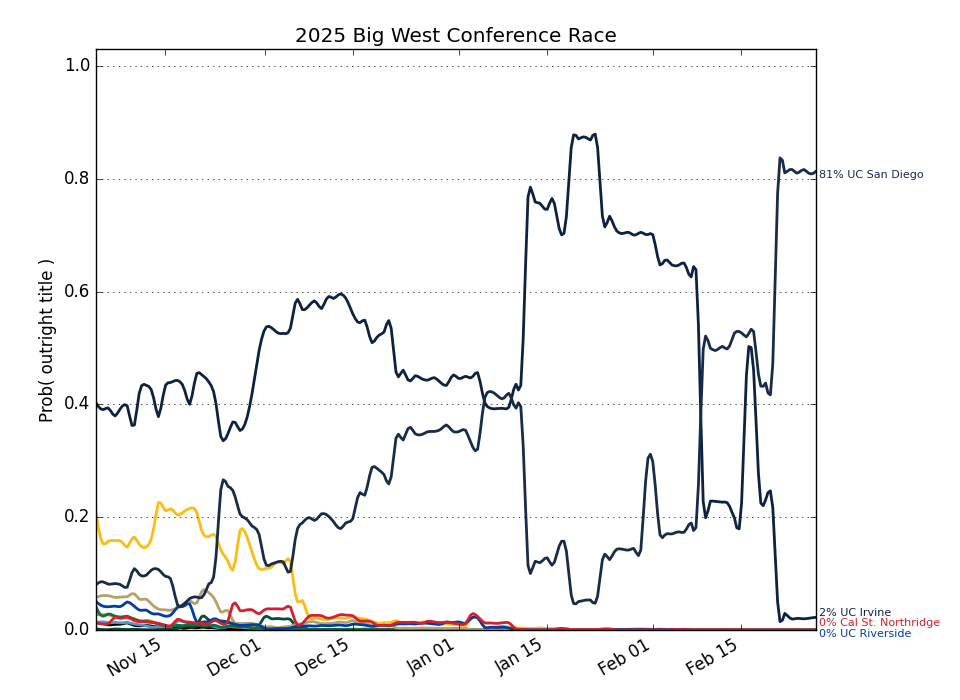 2025 Big West Conference Race
Prob( outright title )
1.0
0.8
0.6
0.4
0.2
0.0
81% UC San Diego
2% UC Irvine
0% Cal St. Northridge
0% UC Riverside
Nov 15
Dec 01
Dec 15
Jan 01
Jan 15
Feb 01
Feb 15